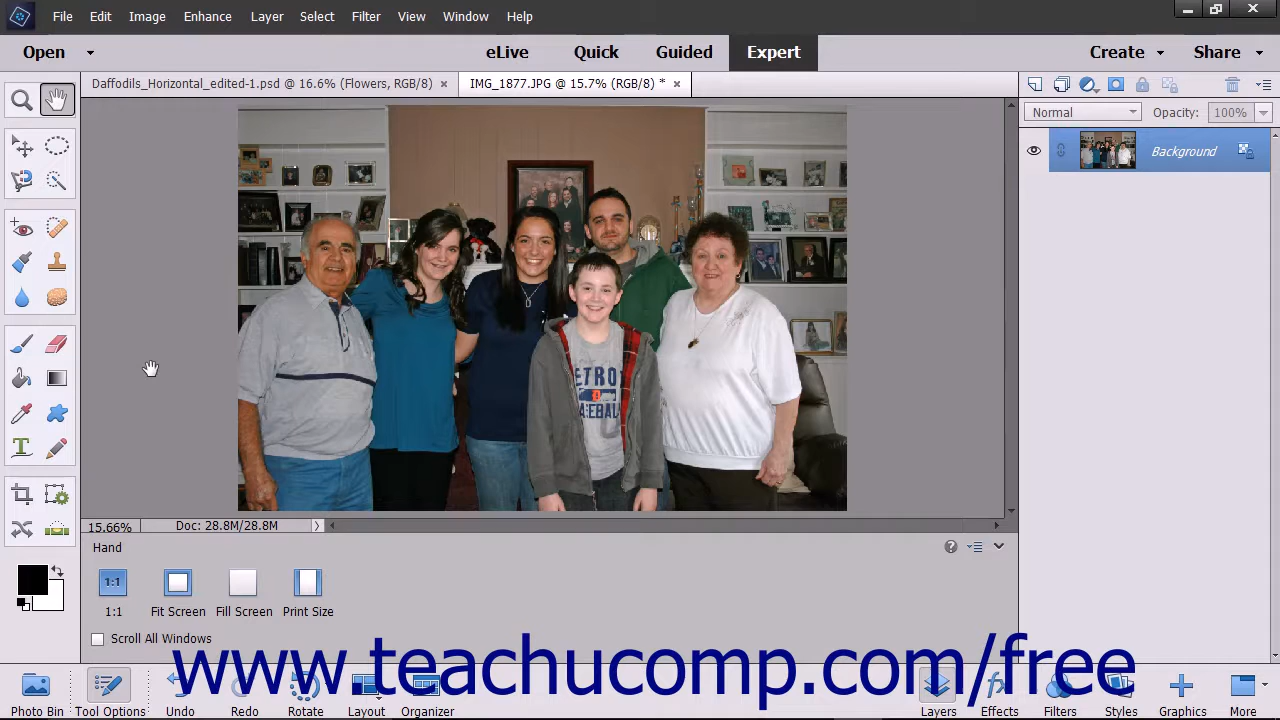 File Edit Image Enhance Layer Select Filter View Window Help
Open eLive Quick Guided Expert Create Share
Daffodils_Horizontal_edited-1.psd @ 16.6% (Flowers, RGB/8) IMG_1877.JPG @ 15.7% (RGB/8) *
Normal Opacity: 100%
Background
15.66% Doc: 28.8M/28.8M
Hand
1:1
1:1 Fit Screen Fill Screen Print Size
Scroll All Windows
www.teachucomp.com/free
Photo Bin Tool Options Undo Redo Rotate Layout Organizer Layers Effects Filters Styles Graphics More